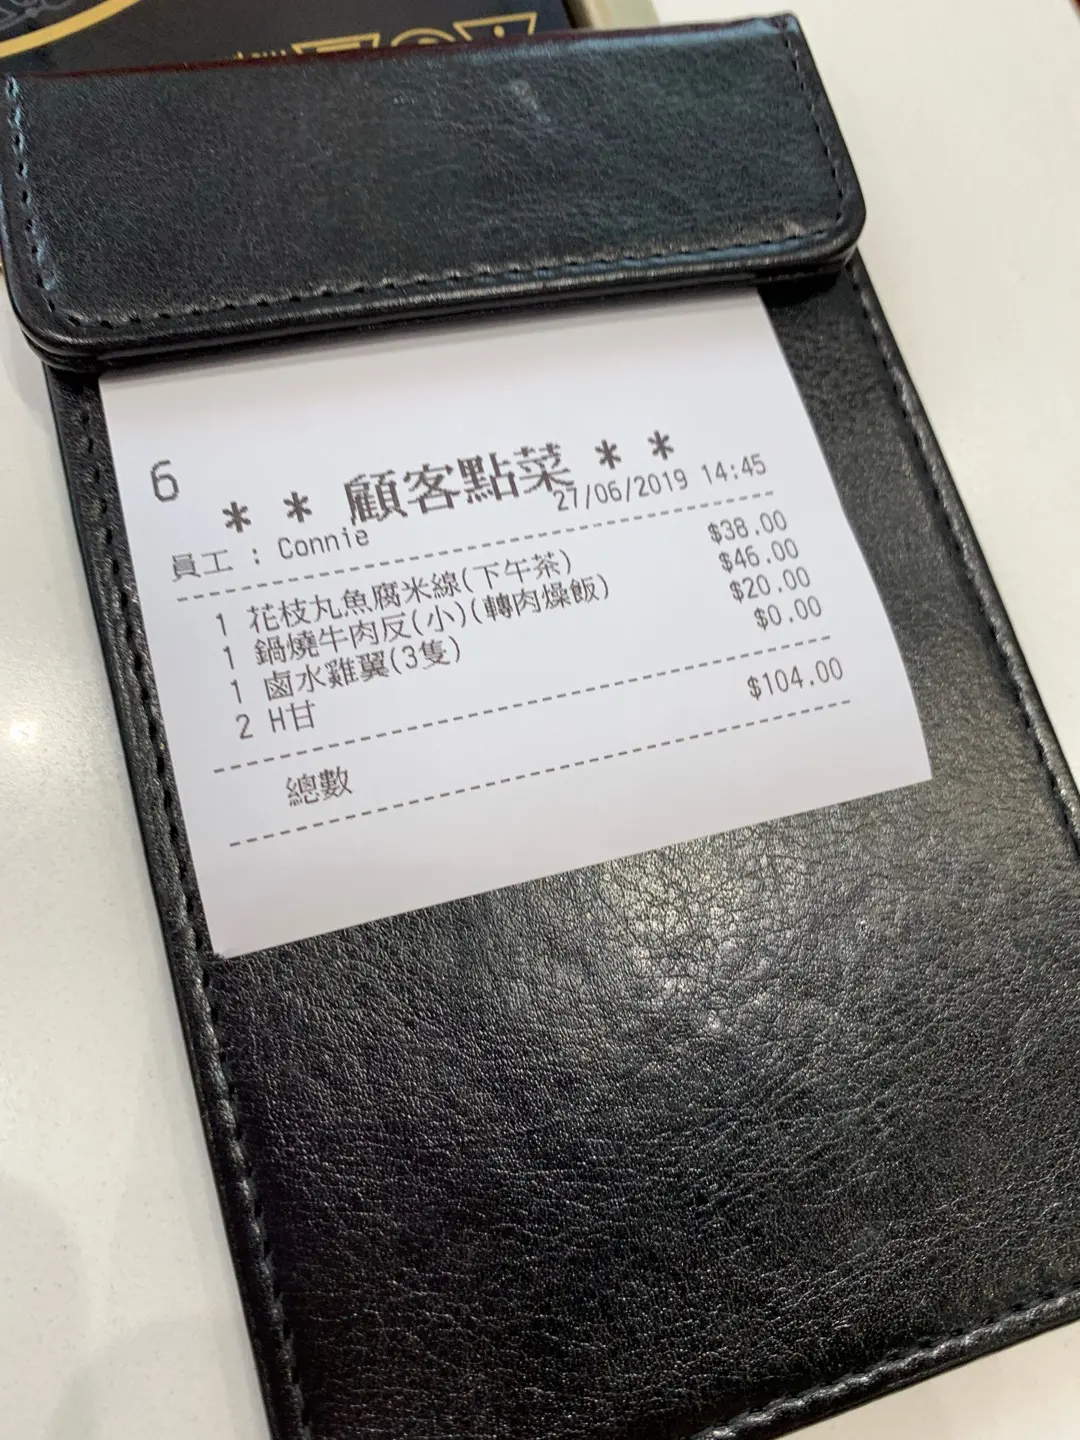 6
* * 顧客點菜 * *
員工 : Connie 27/06/2019 14:45
1 花枝丸魚腐米線(下午茶) $38.00
1 鍋燒牛肉反(小)(轉肉燥飯) $46.00
1 鹵水雞翼(3隻) $20.00
2 H甘 $0.00
總數 $104.00